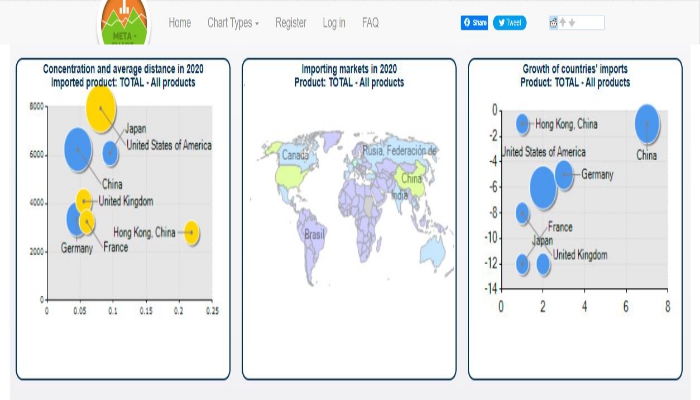 META -
Home
Chart Types
Register
Log in
FAQ
Share
Tweet
Concentration and average distance in 2020
Imported product: TOTAL - All products
8000
6000
4000
2000
0
0
0.05
0.1
0.15
0.2
0.25
Japan
United States of America
China
United Kingdom
Hong Kong, China
Germany
France
Importing markets in 2020
Product: TOTAL - All products
Canadá
Rusia, Federación de
China
India
Brasil
Growth of countries' imports
Product: TOTAL - All products
0
-2
-4
-6
-8
-10
-12
-14
0
2
4
6
8
Hong Kong, China
China
United States of America
Germany
France
Japan
United Kingdom